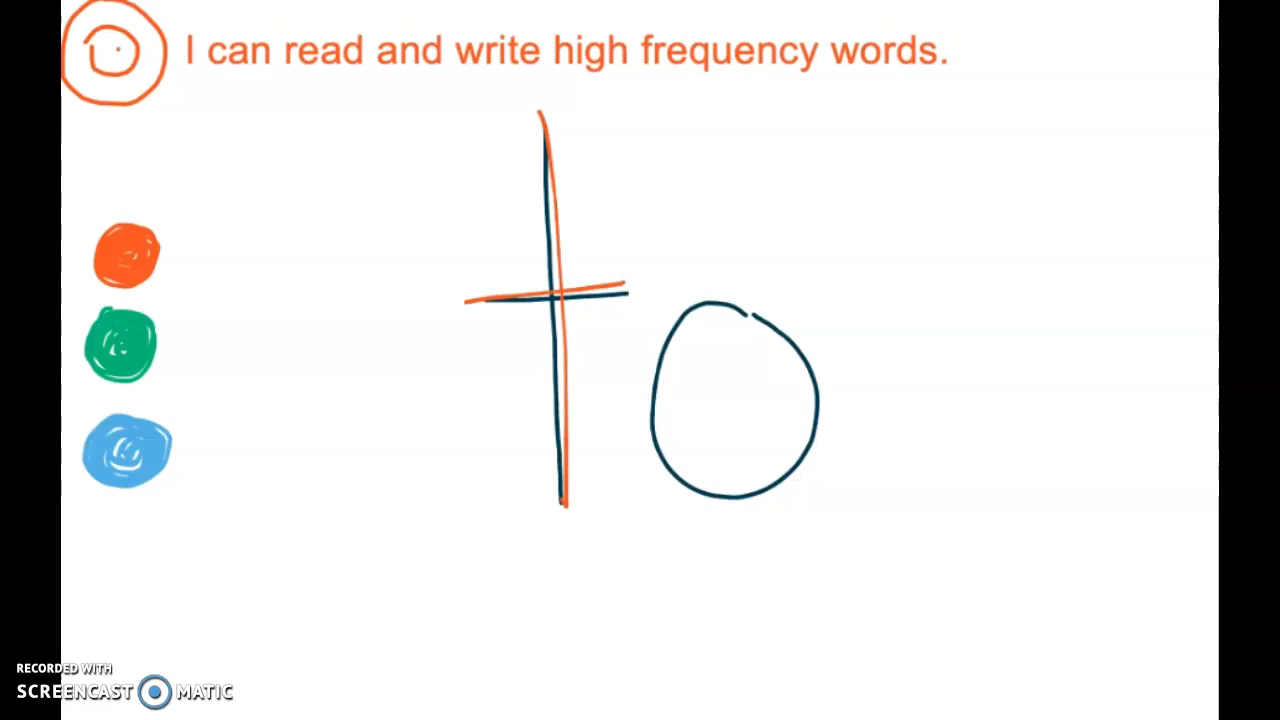 I can read and write high frequency words.
to
RECORDED WITH
SCREENCAST MATIC